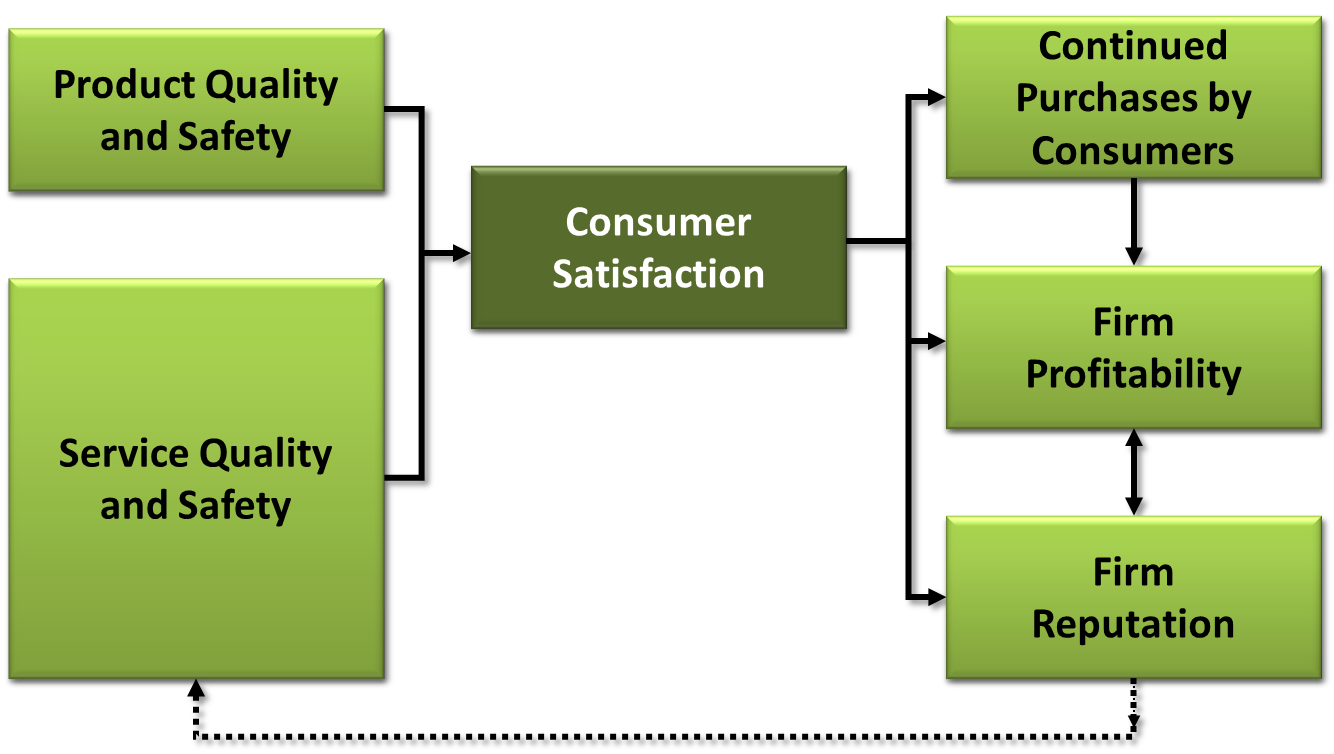 Product Quality
and Safety
Service Quality
and Safety
Consumer
Satisfaction
Continued
Purchases by
Consumers
Firm
Profitability
Firm
Reputation